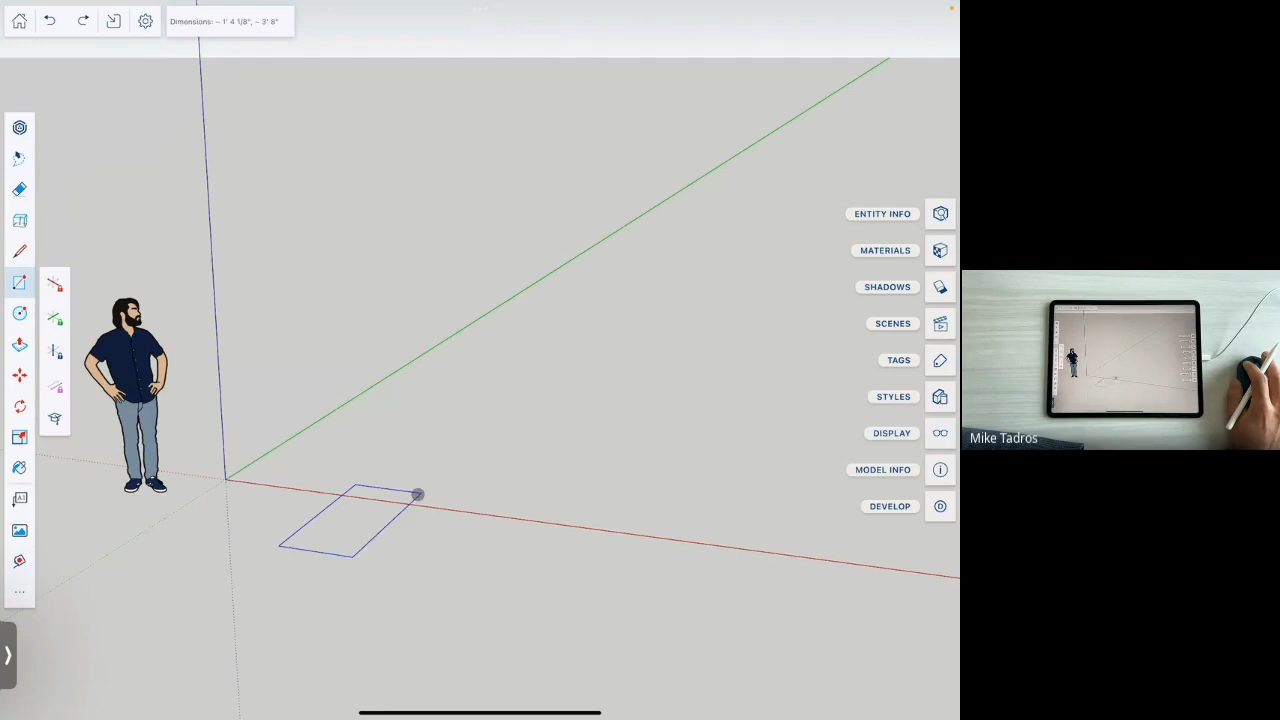 Dimensions: ~ 1' 4 1/8", ~ 3' 8"
ENTITY INFO
MATERIALS
SHADOWS
SCENES
TAGS
STYLES
DISPLAY
MODEL INFO
DEVELOP
A1
D
Mike Tadros